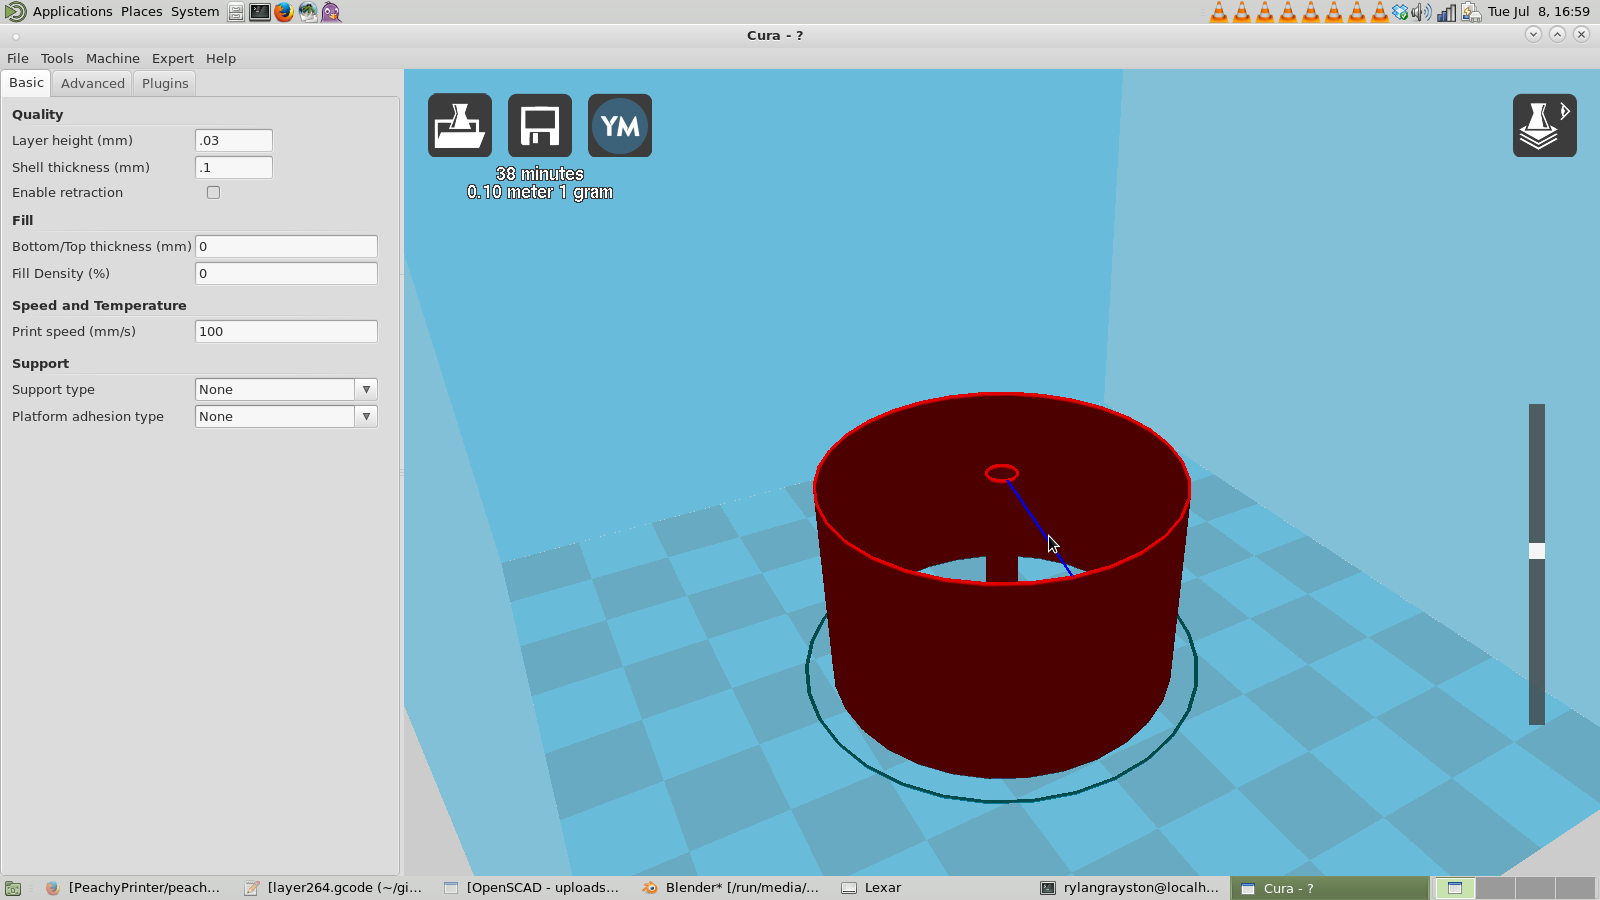 Applications Places System
Tue Jul 8, 16:59
Cura - ?
File Tools Machine Expert Help
Basic Advanced Plugins
Quality
Layer height (mm) .03
Shell thickness (mm) .1
Enable retraction
Fill
Bottom/Top thickness (mm) 0
Fill Density (%) 0
Speed and Temperature
Print speed (mm/s) 100
Support
Support type None
Platform adhesion type None
YM
38 minutes
0.10 meter 1 gram
[PeachyPrinter/peach... [layer264.gcode (~/gi... [OpenSCAD - uploads... Blender* [/run/media/... Lexar rylangrayston@localh... Cura - ?